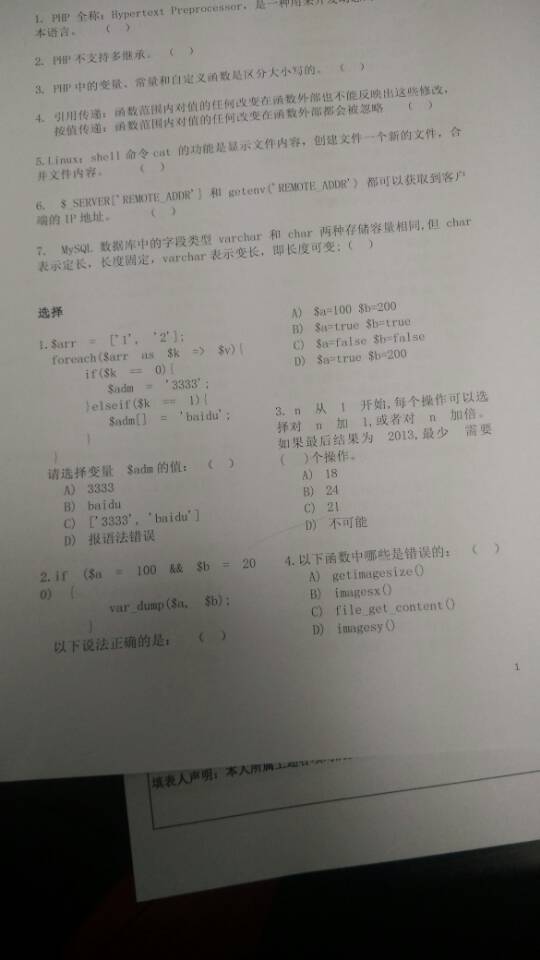 1. PHP 全称：Hypertext Preprocessor，是一种用来开发动态
本语言。 （ ）
2. PHP 不支持多继承。 （ ）
3. PHP 中的变量、常量和自定义函数是区分大小写的。 （ ）
4. 引用传递：函数范围内对值的任何改变在函数外部也不能反映出这些修改，
按值传递：函数范围内对值的任何改变在函数外部都会被忽略 （ ）
5.Linux：shell 命令 cat 的功能是显示文件内容，创建文件一个新的文件，合
并文件内容。 （ ）
6. $_SERVER['REMOTE_ADDR'] 和 getenv('REMOTE_ADDR') 都可以获取到客户
端的 IP 地址。 （ ）
7. MySQL 数据库中的字段类型 varchar 和 char 两种存储容量相同,但 char
表示定长，长度固定，varchar 表示变长，即长度可变;（ ）
选择
1.$arr = ['1', '2'];
foreach($arr as $k => $v){
if($k == 0){
$adm = '3333';
}elseif($k == 1){
$adm[] = 'baidu';
}
}
请选择变量 $adm 的值： （ ）
A) 3333
B) baidu
C) ['3333', 'baidu']
D) 报语法错误
2.if ($a = 100 && $b = 20
0) {
var_dump($a, $b);
}
以下说法正确的是： （ ）
A) $a=100 $b=200
B) $a=true $b=true
C) $a=false $b=false
D) $a=true $b=200
3. n 从 1 开始,每个操作可以选
择对 n 加 1,或者对 n 加倍。
如果最后结果为 2013,最少 需要
（ ）个操作。
A) 18
B) 24
C) 21
D) 不可能
4.以下函数中哪些是错误的： （ ）
A) getimagesize()
B) imagesx()
C) file_get_content()
D) imagesy()
1
填表人声明：本人所属上述各项均